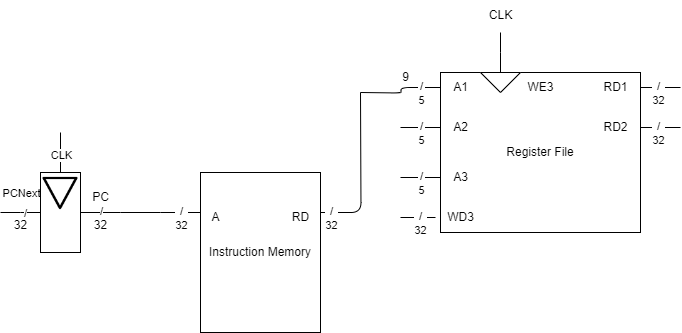 CLK
9
A1
WE3
RD1
/
5
/
32
A2
RD2
/
5
/
32
Register File
CLK
A3
/
5
PCNext
PC
/
32
/
32
/
32
A
RD
/
32
WD3
/
32
Instruction Memory